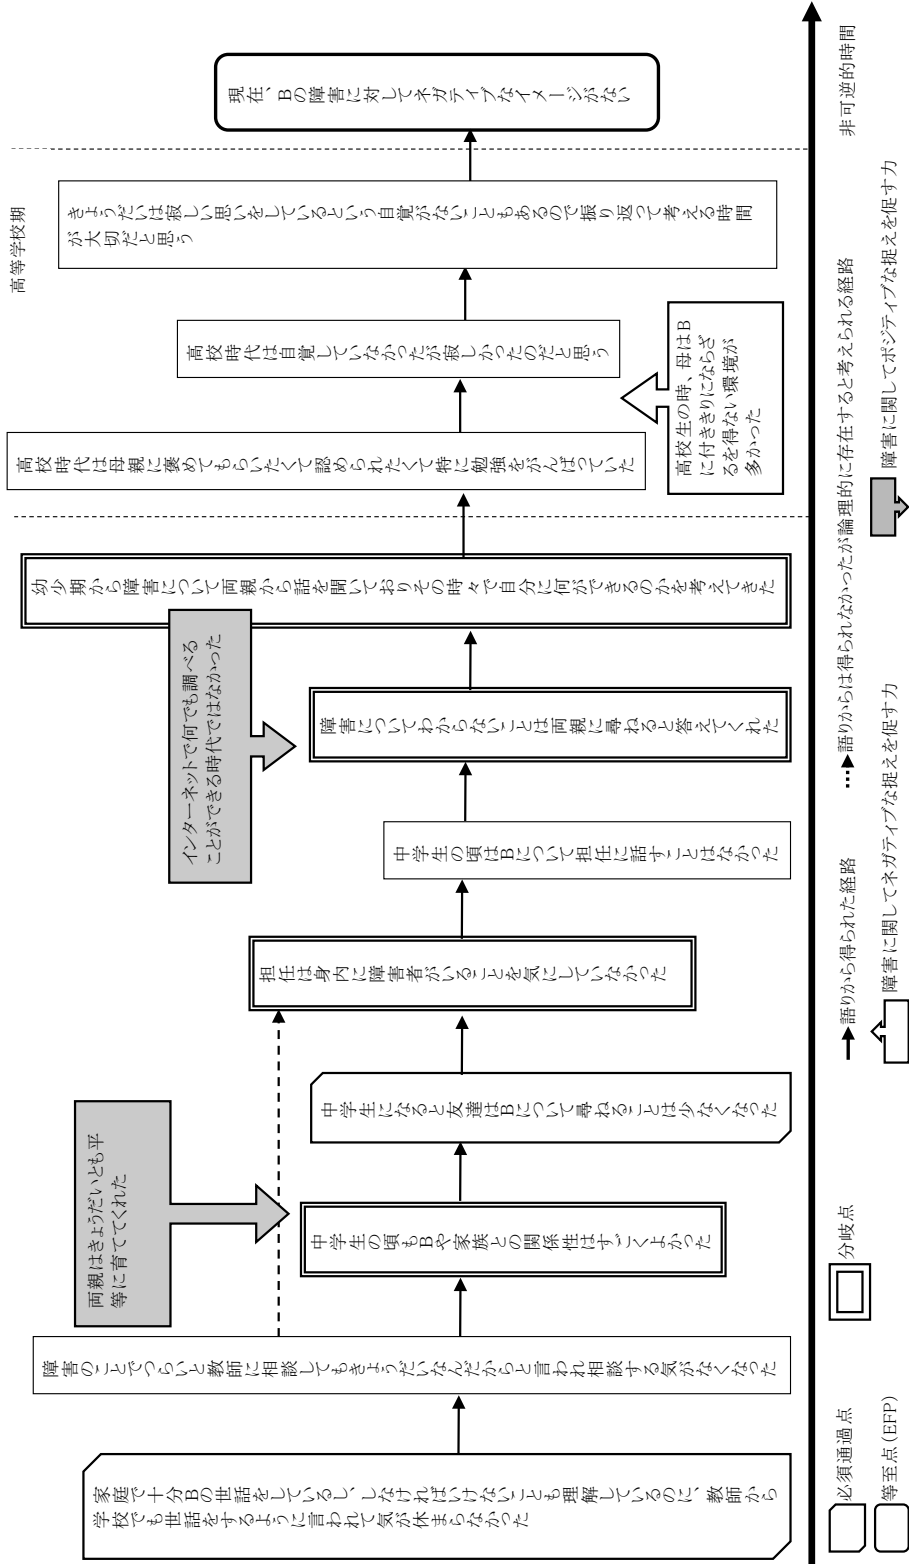 高等学校期
家庭で十分Bの世話をしているし、しなければいけないことも理解しているのに、教師から
学校でも世話をするように言われて気が休まらなかった
障害のことでつらいと教師に相談してもきょうだいなんだからと言われ相談する気がなくなった
両親はきょうだいとも平
等に育ててくれた
中学生の頃もBや家族との関係性はすごくよかった
中学生になると友達はBについて尋ねることは少なくなった
担任は身内に障害者がいることを気にしていなかった
中学生の頃はBについて担任に話すことはなかった
インターネットで何でも調べる
ことができる時代ではなかった
障害についてわからないことは両親に尋ねると答えてくれた
幼少期から障害について両親から話を聞いておりその時々で自分に何ができるのかを考えてきた
高校時代は母親に褒めてもらいたくて認められたくて特に勉強をがんばっていた
高校生の時、母はB
に付ききりにならざ
るを得ない環境が
多かった
高校時代は自覚していなかったが寂しかったのだと思う
きょうだいは寂しい思いをしているという自覚がないこともあるので振り返って考える時間
が大切だと思う
現在、Bの障害に対してネガティブなイメージがない
非可逆的時間
必須通過点
分岐点
語りから得られた経路
語りからは得られなかったが論理的に存在すると考えられる経路
等至点(EFP)
障害に関してネガティブな捉えを促す力
障害に関してポジティブな捉えを促す力